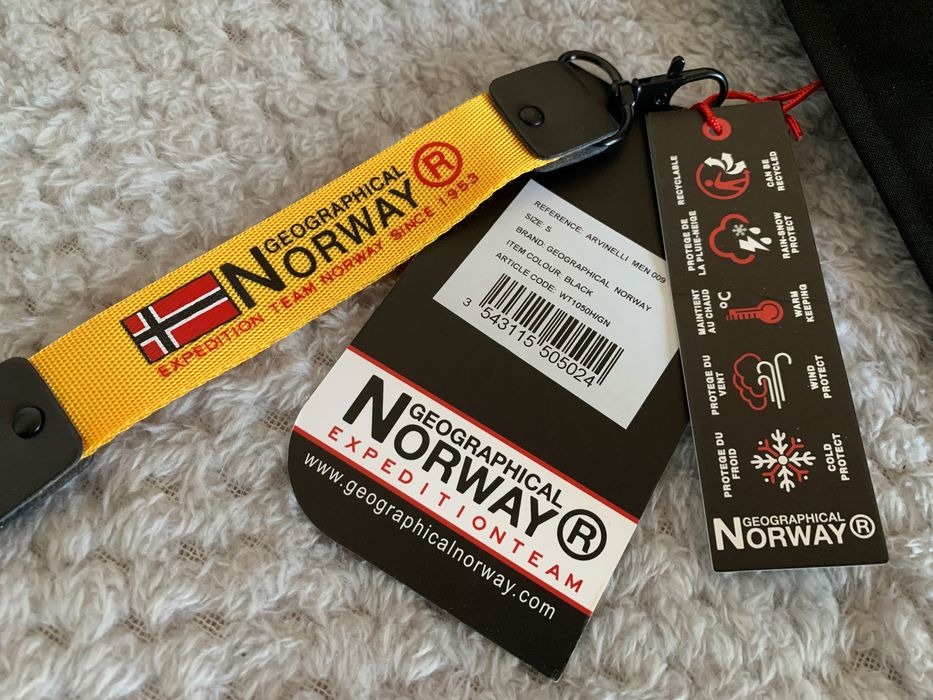 GEOGRAPHICAL
NORWAY ®
EXPEDITION TEAM NORWAY SINCE 1953
REFERENCE: ARVINELLI MEN 009
SIZE: S
BRAND: GEOGRAPHICAL NORWAY
ITEM COLOUR: BLACK
ARTICLE CODE: WT1050H/GN
3 543115 505024
GEOGRAPHICAL
NORWAY ®
EXPEDITION TEAM
www.geographicalnorway.com
RECYCLABLE
CAN BE
RECYCLED
PROTEGE DE
LA PLUIE-NEIGE
RAIN-SNOW
PROTECT
MAINTIENT
AU CHAUD
°C
WARM
KEEPING
PROTEGE DU
VENT
WIND
PROTECT
PROTEGE DU
FROID
COLD
PROTECT
GEOGRAPHICAL
NORWAY ®